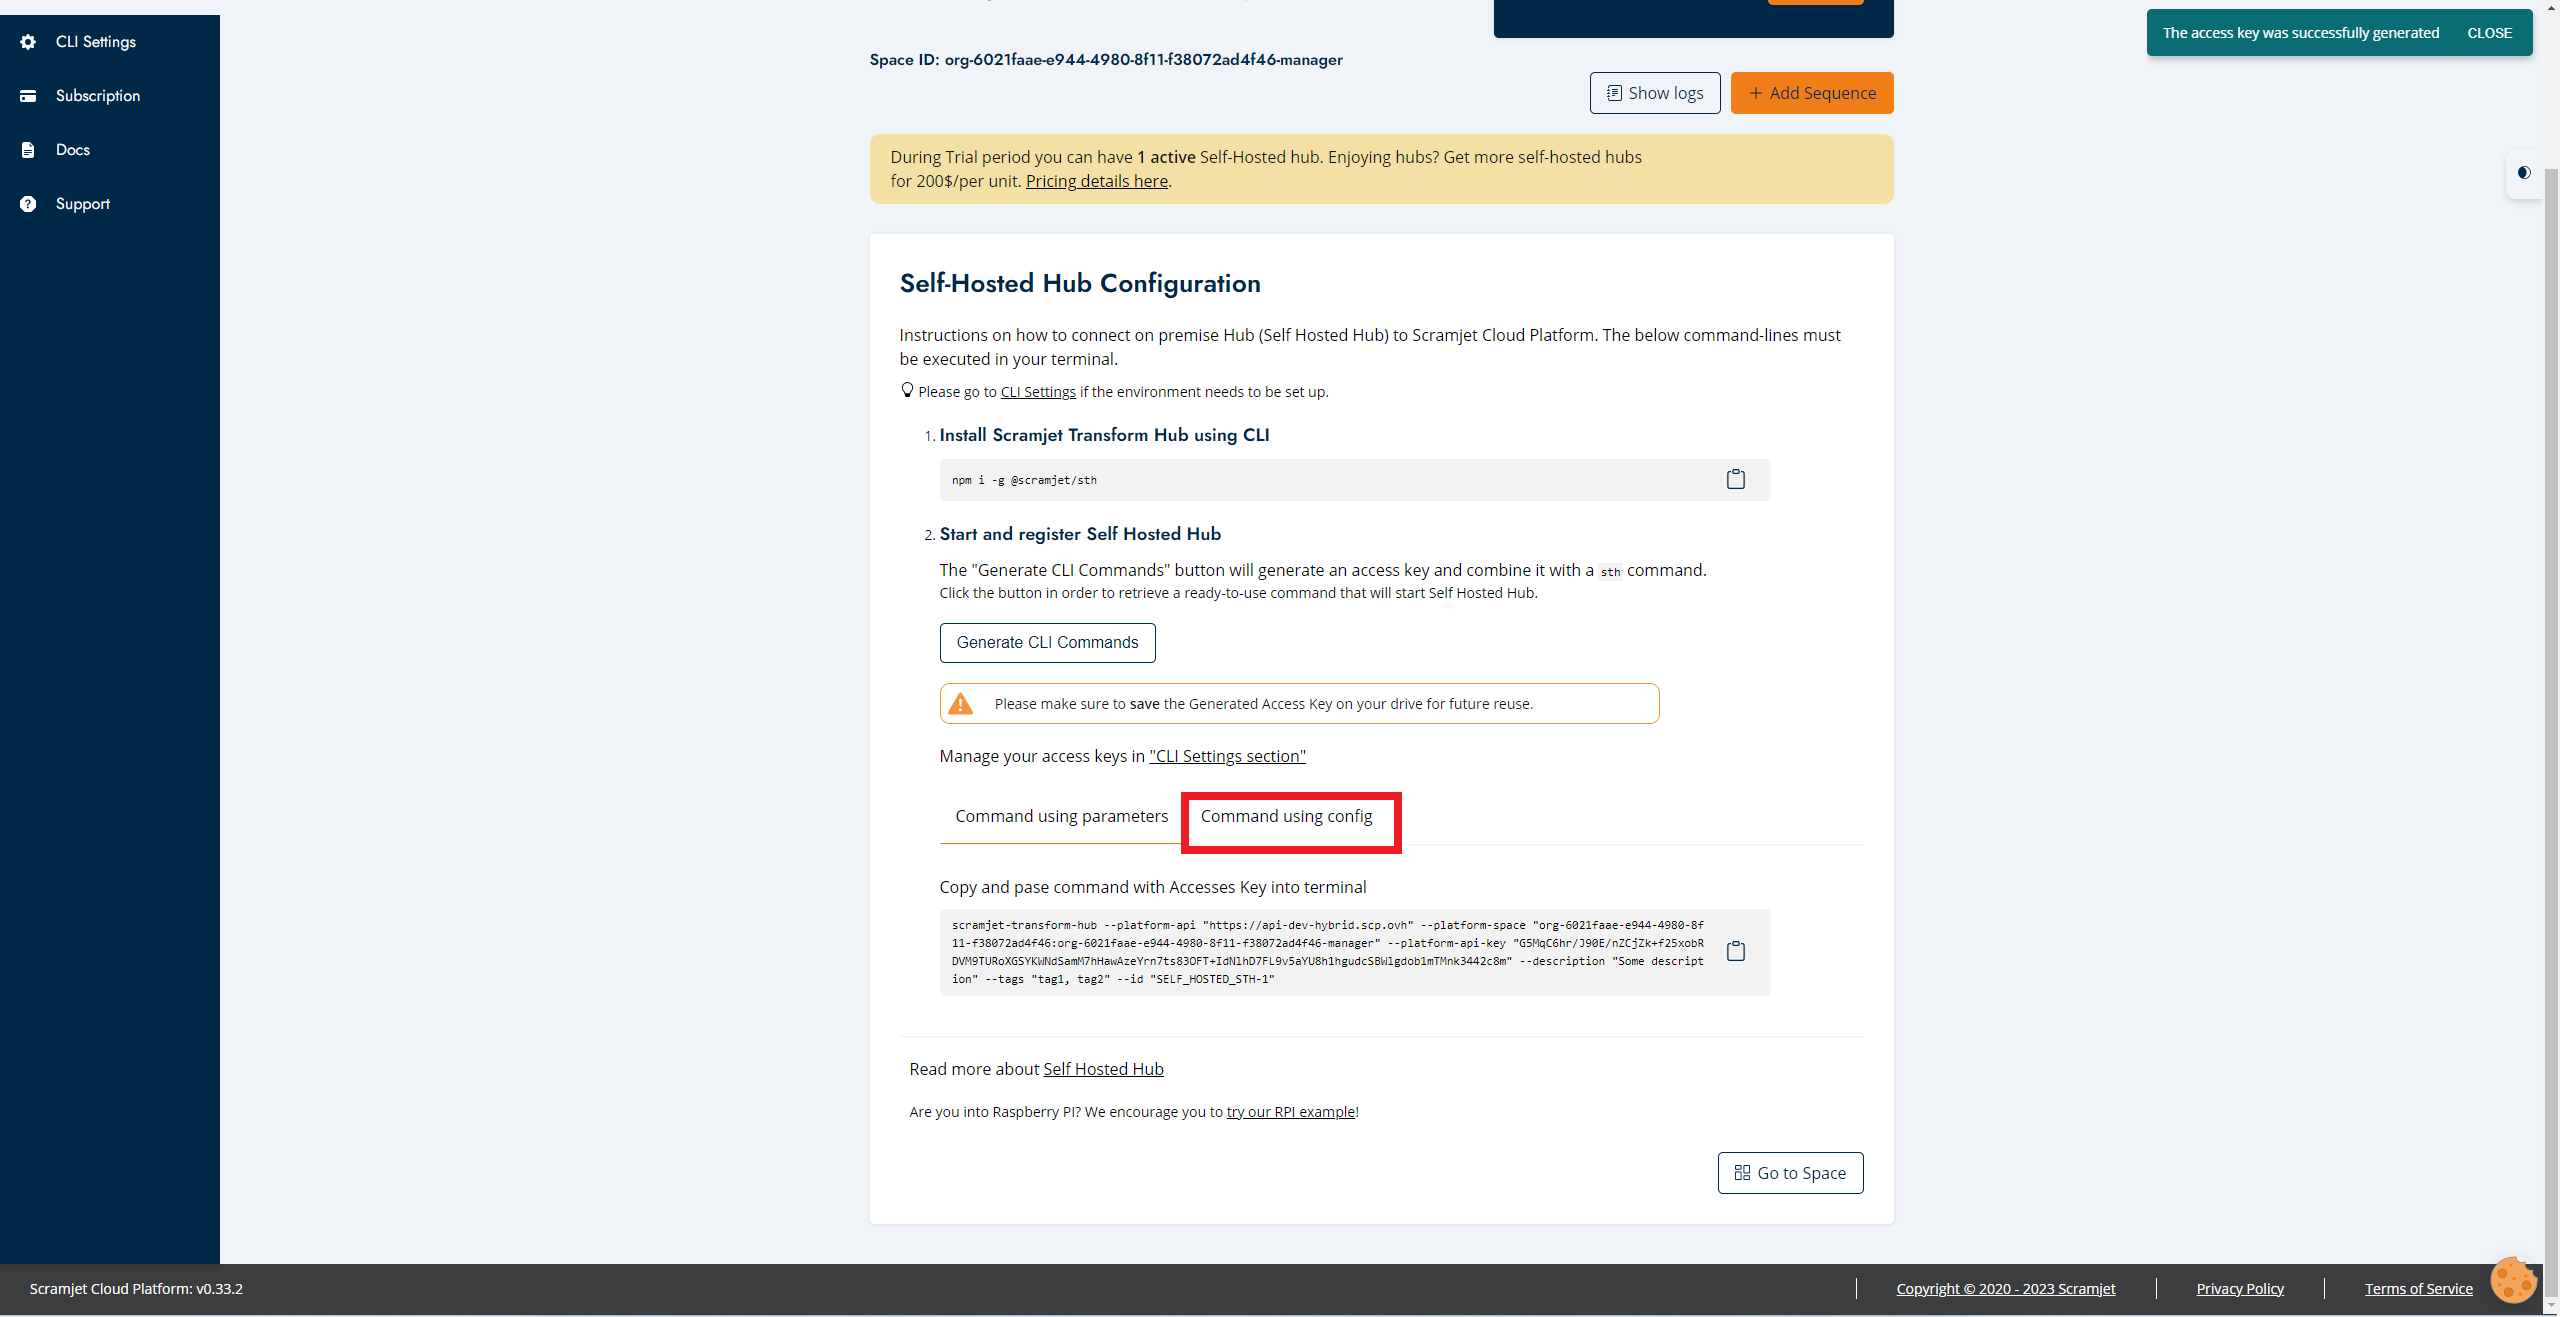 CLI Settings
Subscription
Docs
Support
The access key was successfully generated CLOSE
Space ID: org-6021faae-e944-4980-8f11-f38072ad4f46-manager
Show logs
+ Add Sequence
During Trial period you can have 1 active Self-Hosted hub. Enjoying hubs? Get more self-hosted hubs
for 200$/per unit. Pricing details here.
Self-Hosted Hub Configuration
Instructions on how to connect on premise Hub (Self Hosted Hub) to Scramjet Cloud Platform. The below command-lines must
be executed in your terminal.
Please go to CLI Settings if the environment needs to be set up.
1. Install Scramjet Transform Hub using CLI
npm i -g @scramjet/sth
2. Start and register Self Hosted Hub
The "Generate CLI Commands" button will generate an access key and combine it with a sth command.
Click the button in order to retrieve a ready-to-use command that will start Self Hosted Hub.
Generate CLI Commands
Please make sure to save the Generated Access Key on your drive for future reuse.
Manage your access keys in "CLI Settings section"
Command using parameters
Command using config
Copy and pase command with Accesses Key into terminal
scramjet-transform-hub --platform-api "https://api-dev-hybrid.scp.ovh" --platform-space "org-6021faae-e944-4980-8f
11-f38072ad4f46:org-6021faae-e944-4980-8f11-f38072ad4f46-manager" --platform-api-key "G5MqC6hr/J90E/nZCjZk+f25xobR
DVM9TURoXGSYKWNdSamM7hHawAzeYrn7ts83OFT+IdNlhD7FL9v5aYU8h1hgudcSBWlgdob1mTMnk3442c8m" --description "Some descript
ion" --tags "tag1, tag2" --id "SELF_HOSTED_STH-1"
Read more about Self Hosted Hub
Are you into Raspberry PI? We encourage you to try our RPI example!
Go to Space
Scramjet Cloud Platform: v0.33.2
Copyright © 2020 - 2023 Scramjet
Privacy Policy
Terms of Service